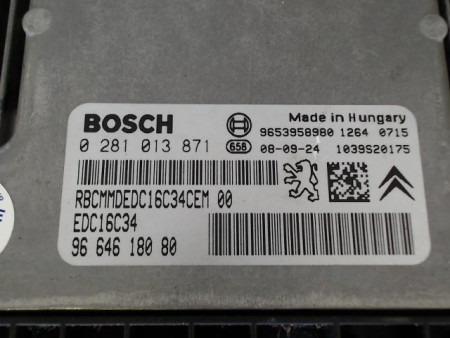 BOSCH
Made in Hungary
9653958980 1264 0715
0 281 013 871
656 08-09-24 1039S20175
RBCMMDEDC16C34CEM 00
EDC16C34
96 646 180 80